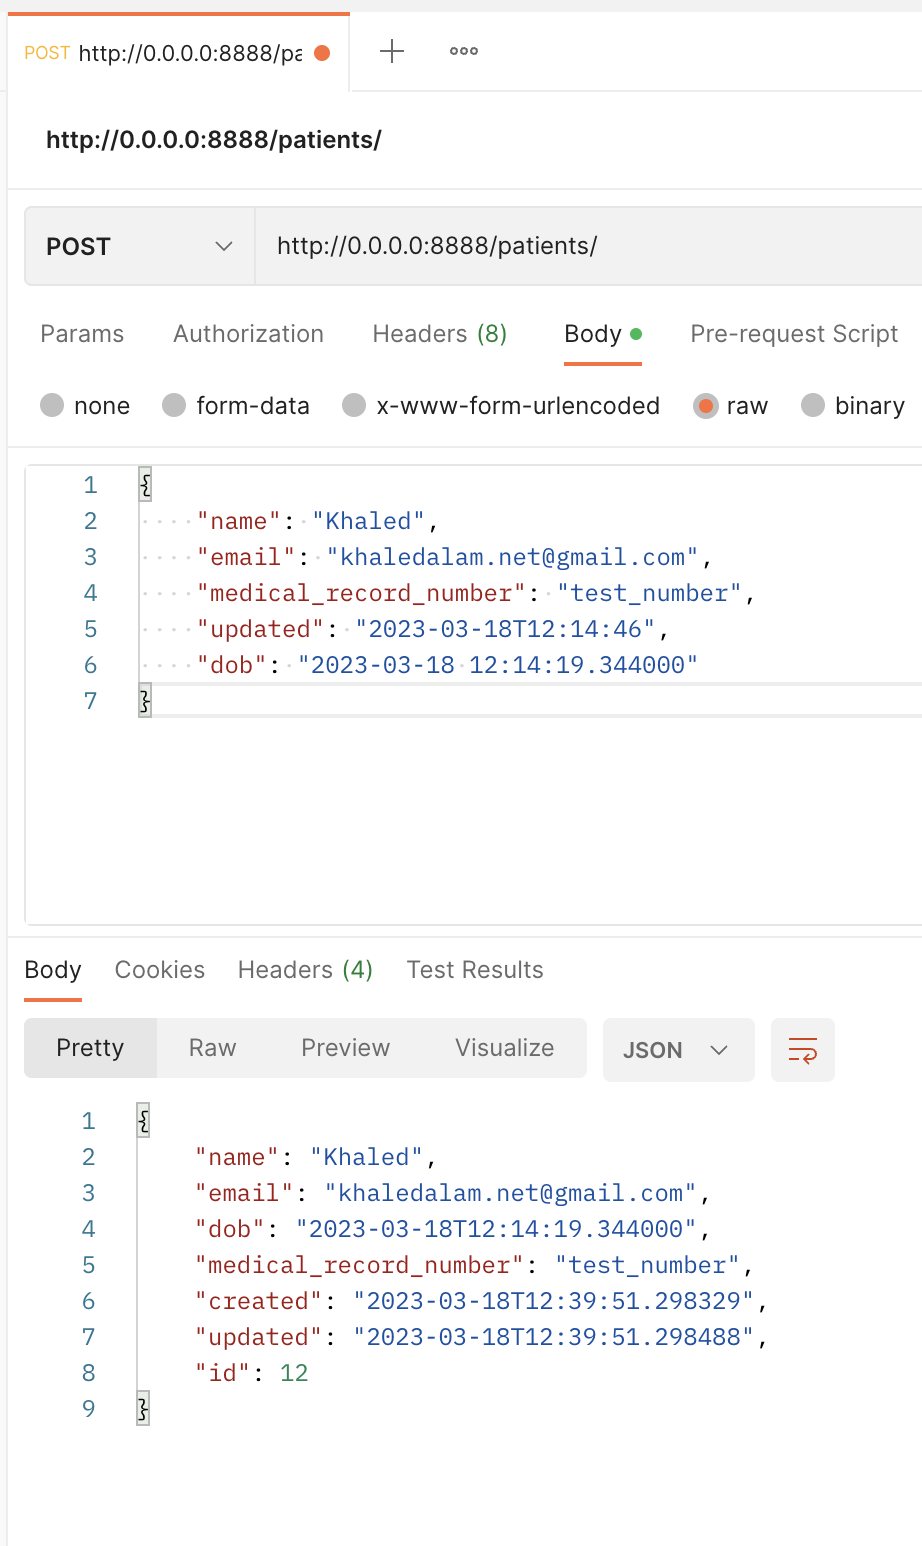 POST http://0.0.0.0:8888/pa
http://0.0.0.0:8888/patients/
POST http://0.0.0.0:8888/patients/
Params Authorization Headers (8) Body Pre-request Script
none form-data x-www-form-urlencoded raw binary
1 {
2 "name": "Khaled",
3 "email": "khaledalam.net@gmail.com",
4 "medical_record_number": "test_number",
5 "updated": "2023-03-18T12:14:46",
6 "dob": "2023-03-18 12:14:19.344000"
7 }
Body Cookies Headers (4) Test Results
Pretty Raw Preview Visualize JSON
1 {
2 "name": "Khaled",
3 "email": "khaledalam.net@gmail.com",
4 "dob": "2023-03-18T12:14:19.344000",
5 "medical_record_number": "test_number",
6 "created": "2023-03-18T12:39:51.298329",
7 "updated": "2023-03-18T12:39:51.298488",
8 "id": 12
9 }